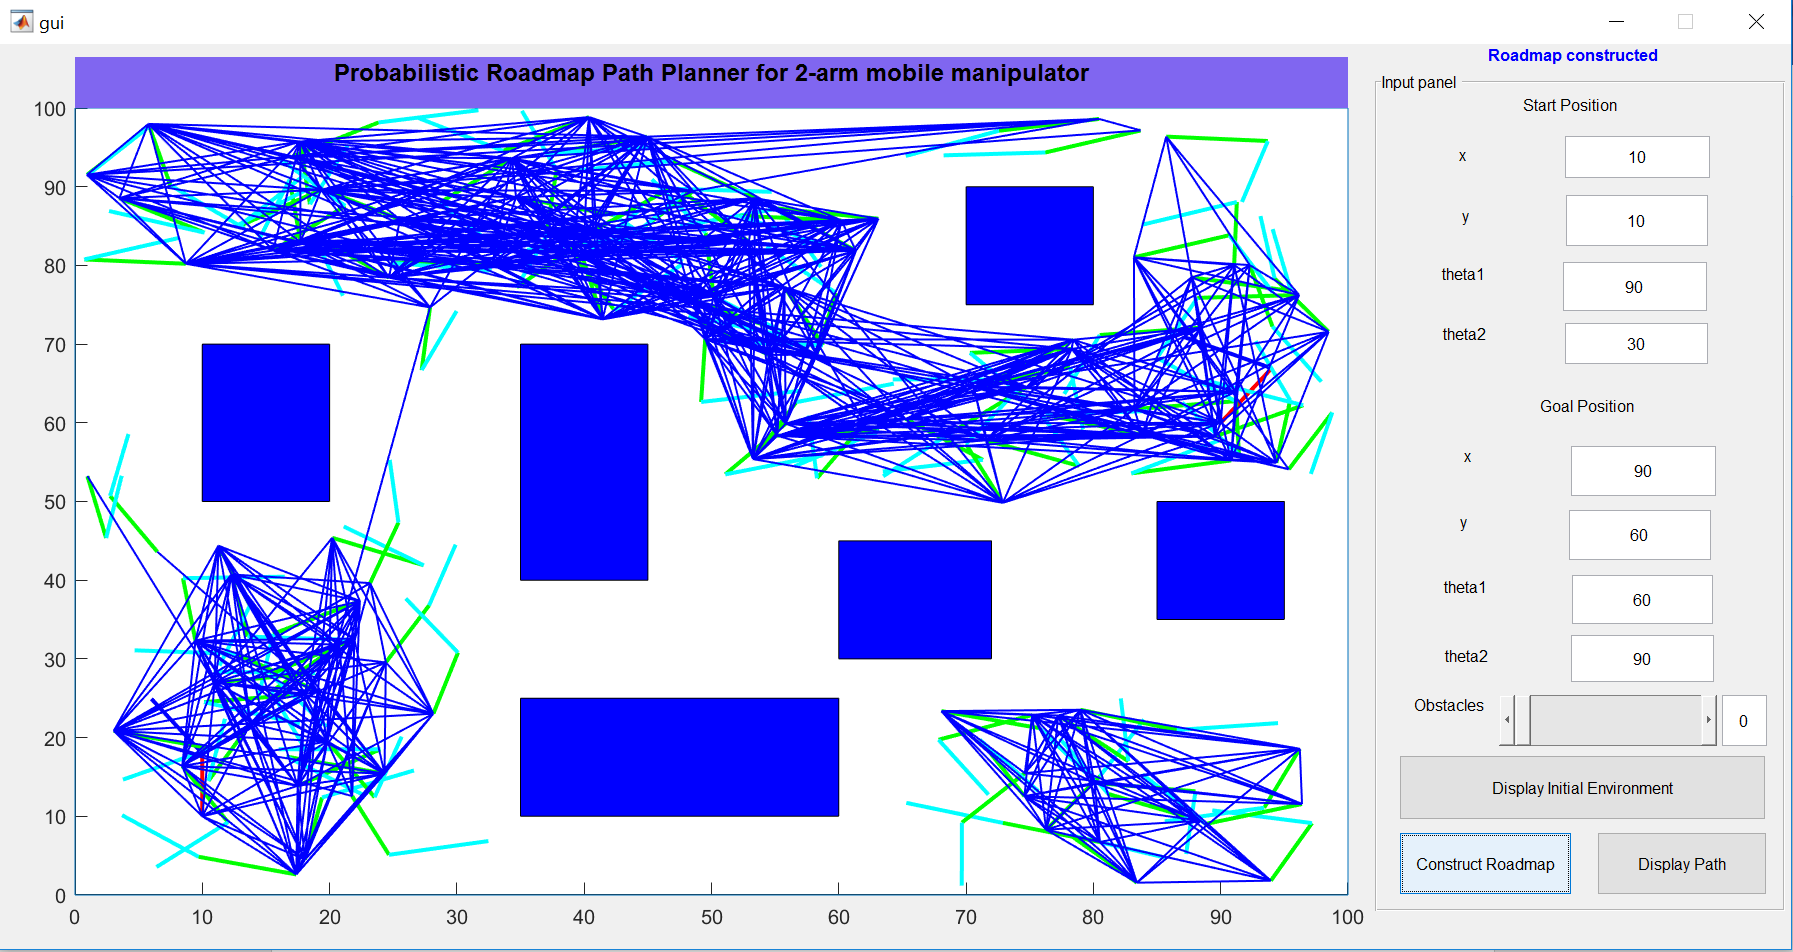 gui
Probabilistic Roadmap Path Planner for 2-arm mobile manipulator
100
90
80
70
60
50
40
30
20
10
0
0 10 20 30 40 50 60 70 80 90 100
Roadmap constructed
Input panel
Start Position
x 10
y 10
theta1 90
theta2 30
Goal Position
x 90
y 60
theta1 60
theta2 90
Obstacles 0
Display Initial Environment
Construct Roadmap Display Path